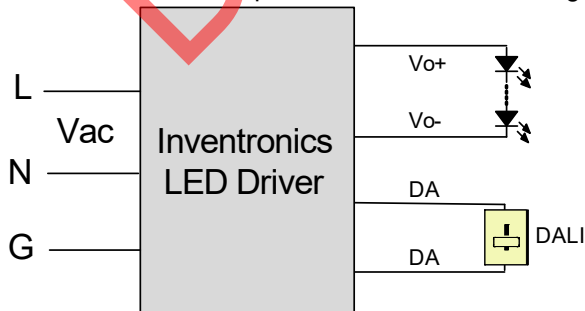 L
Vac
N
G
Inventronics
LED Driver
Vo+
Vo-
DA
DA
DALI